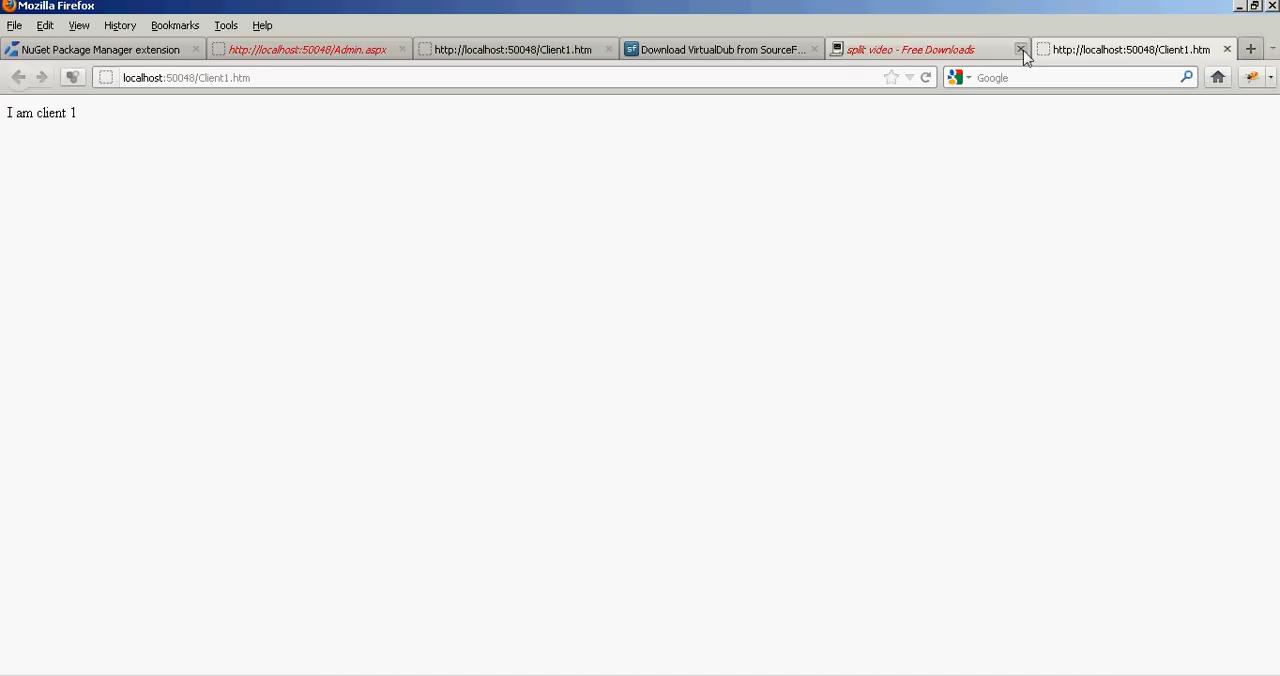 Mozilla Firefox
File Edit View History Bookmarks Tools Help
NuGet Package Manager extension http://localhost:50048/Admin.aspx http://localhost:50048/Client1.htm Download VirtualDub from SourceF... split video - Free Downloads http://localhost:50048/Client1.htm
localhost:50048/Client1.htm Google
I am client 1